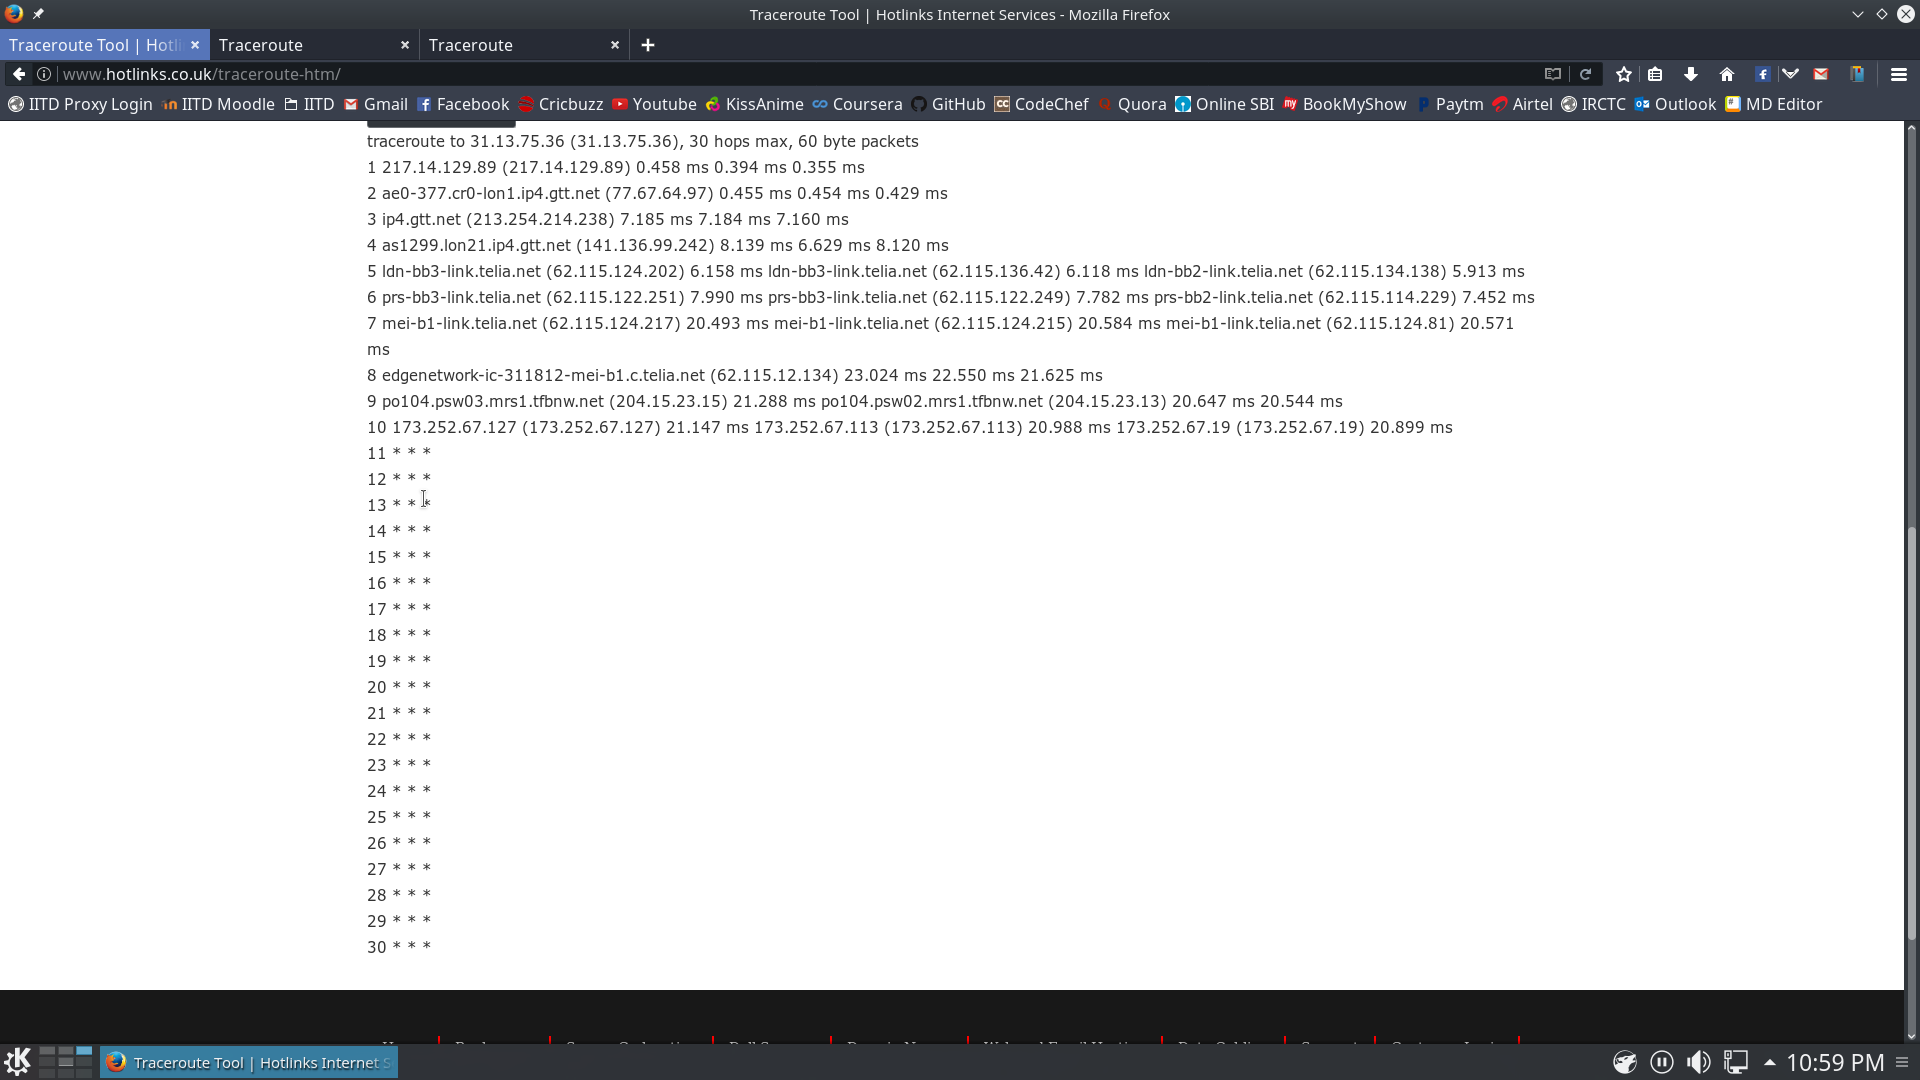 Traceroute Tool | Hotlinks Internet Services - Mozilla Firefox
Traceroute Tool | Hotli
Traceroute
Traceroute
www.hotlinks.co.uk/traceroute-htm/
IITD Proxy Login IITD Moodle IITD Gmail Facebook Cricbuzz Youtube KissAnime Coursera GitHub CodeChef Quora Online SBI BookMyShow Paytm Airtel IRCTC Outlook MD Editor
traceroute to 31.13.75.36 (31.13.75.36), 30 hops max, 60 byte packets
1 217.14.129.89 (217.14.129.89) 0.458 ms 0.394 ms 0.355 ms
2 ae0-377.cr0-lon1.ip4.gtt.net (77.67.64.97) 0.455 ms 0.454 ms 0.429 ms
3 ip4.gtt.net (213.254.214.238) 7.185 ms 7.184 ms 7.160 ms
4 as1299.lon21.ip4.gtt.net (141.136.99.242) 8.139 ms 6.629 ms 8.120 ms
5 ldn-bb3-link.telia.net (62.115.124.202) 6.158 ms ldn-bb3-link.telia.net (62.115.136.42) 6.118 ms ldn-bb2-link.telia.net (62.115.134.138) 5.913 ms
6 prs-bb3-link.telia.net (62.115.122.251) 7.990 ms prs-bb3-link.telia.net (62.115.122.249) 7.782 ms prs-bb2-link.telia.net (62.115.114.229) 7.452 ms
7 mei-b1-link.telia.net (62.115.124.217) 20.493 ms mei-b1-link.telia.net (62.115.124.215) 20.584 ms mei-b1-link.telia.net (62.115.124.81) 20.571
ms
8 edgenetwork-ic-311812-mei-b1.c.telia.net (62.115.12.134) 23.024 ms 22.550 ms 21.625 ms
9 po104.psw03.mrs1.tfbnw.net (204.15.23.15) 21.288 ms po104.psw02.mrs1.tfbnw.net (204.15.23.13) 20.647 ms 20.544 ms
10 173.252.67.127 (173.252.67.127) 21.147 ms 173.252.67.113 (173.252.67.113) 20.988 ms 173.252.67.19 (173.252.67.19) 20.899 ms
11 * * *
12 * * *
13 * * *
14 * * *
15 * * *
16 * * *
17 * * *
18 * * *
19 * * *
20 * * *
21 * * *
22 * * *
23 * * *
24 * * *
25 * * *
26 * * *
27 * * *
28 * * *
29 * * *
30 * * *
Traceroute Tool | Hotlinks Internet S
10:59 PM